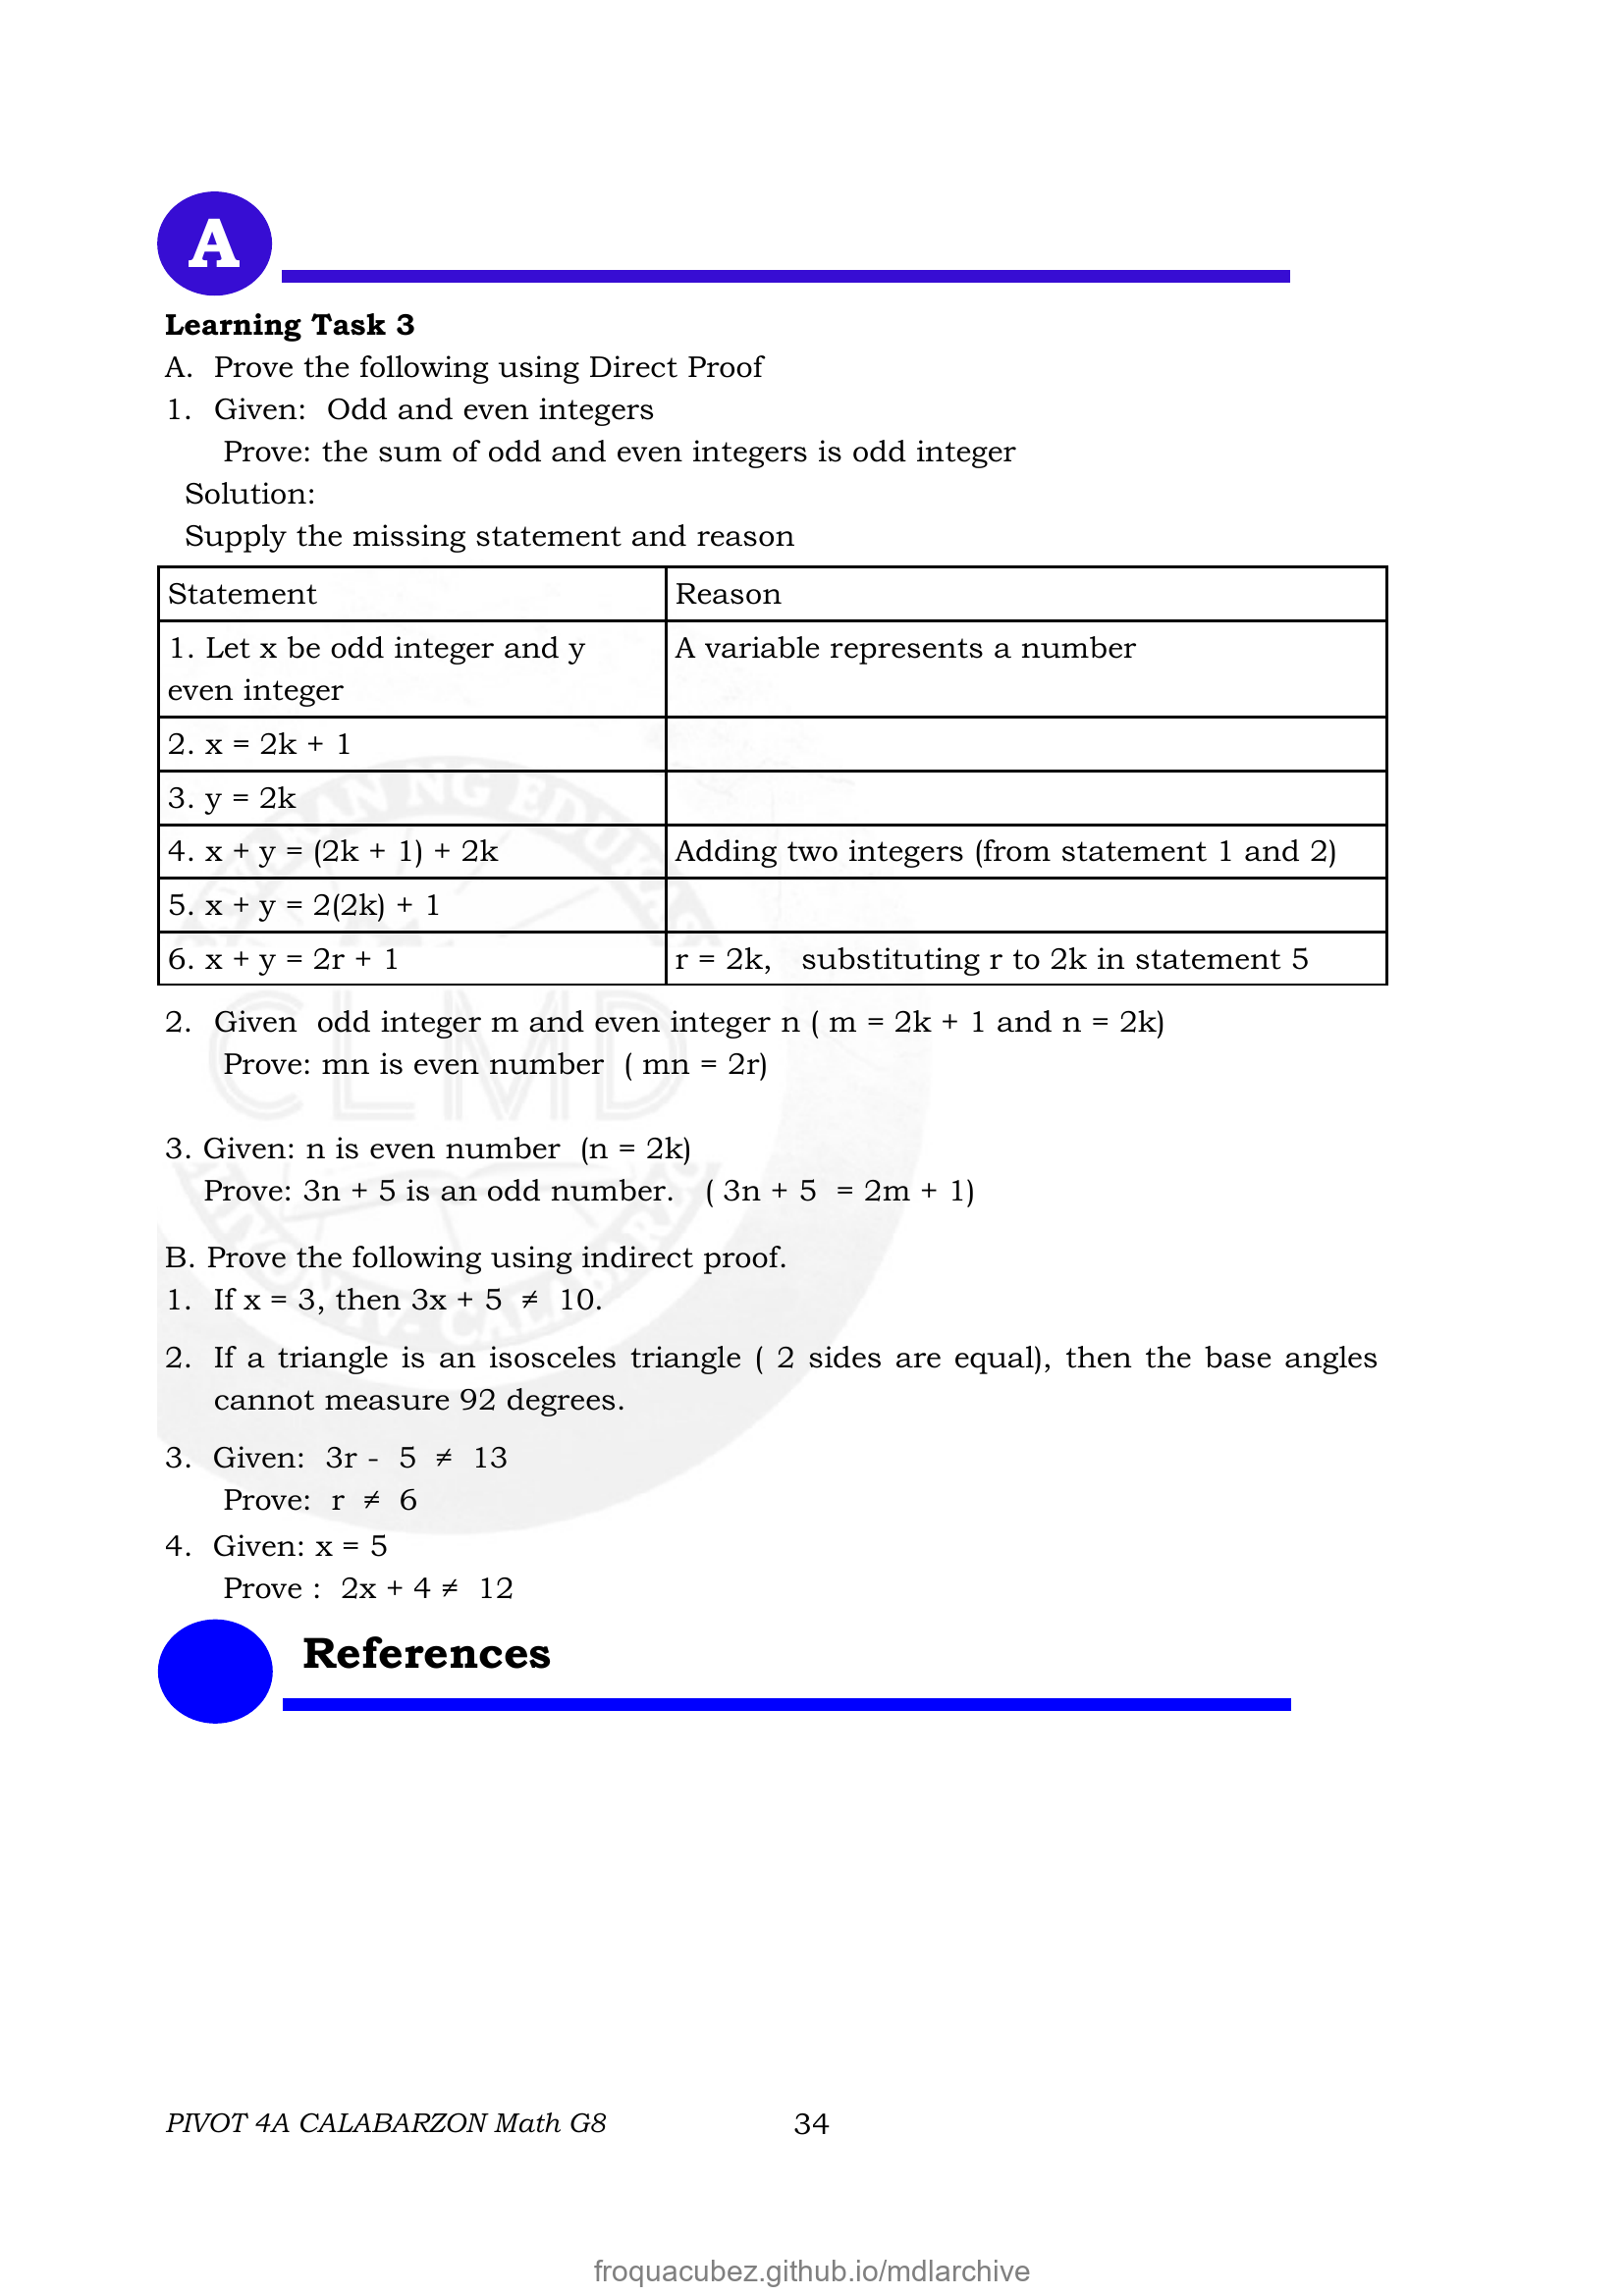 A
Learning Task 3
A. Prove the following using Direct Proof
1. Given: Odd and even integers
Prove: the sum of odd and even integers is odd integer
Solution:
Supply the missing statement and reason
Statement Reason
1. Let x be odd integer and y A variable represents a number
even integer
2. x = 2k + 1
3. y = 2k
4. x + y = (2k + 1) + 2k Adding two integers (from statement 1 and 2)
5. x + y = 2(2k) + 1
6. x + y = 2r + 1 r = 2k, substituting r to 2k in statement 5
2. Given odd integer m and even integer n ( m = 2k + 1 and n = 2k)
Prove: mn is even number ( mn = 2r)
3. Given: n is even number (n = 2k)
Prove: 3n + 5 is an odd number. ( 3n + 5 = 2m + 1)
B. Prove the following using indirect proof.
1. If x = 3, then 3x + 5 ≠ 10.
2. If a triangle is an isosceles triangle ( 2 sides are equal), then the base angles
cannot measure 92 degrees.
3. Given: 3r - 5 ≠ 13
Prove: r ≠ 6
4. Given: x = 5
Prove : 2x + 4 ≠ 12
References
PIVOT 4A CALABARZON Math G8 34
froquacubez.github.io/mdlarchive
CLMD